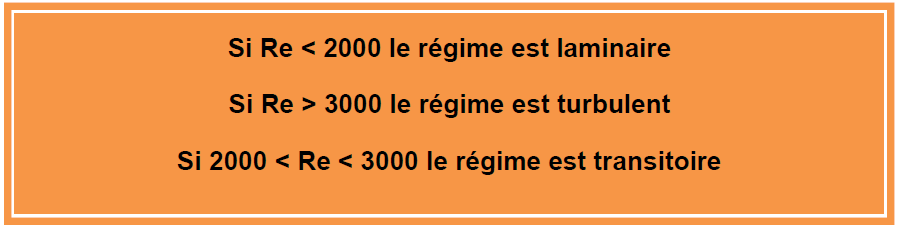 Si Re < 2000 le régime est laminaire
Si Re > 3000 le régime est turbulent
Si 2000 < Re < 3000 le régime est transitoire